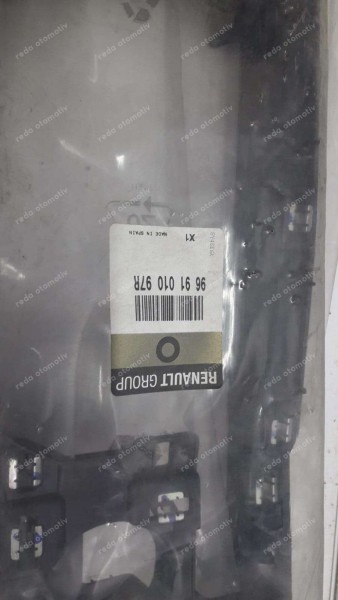 RENAULT GROUP
96 91 010 97R
X1
MADE IN SPAIN
redo otomotiv